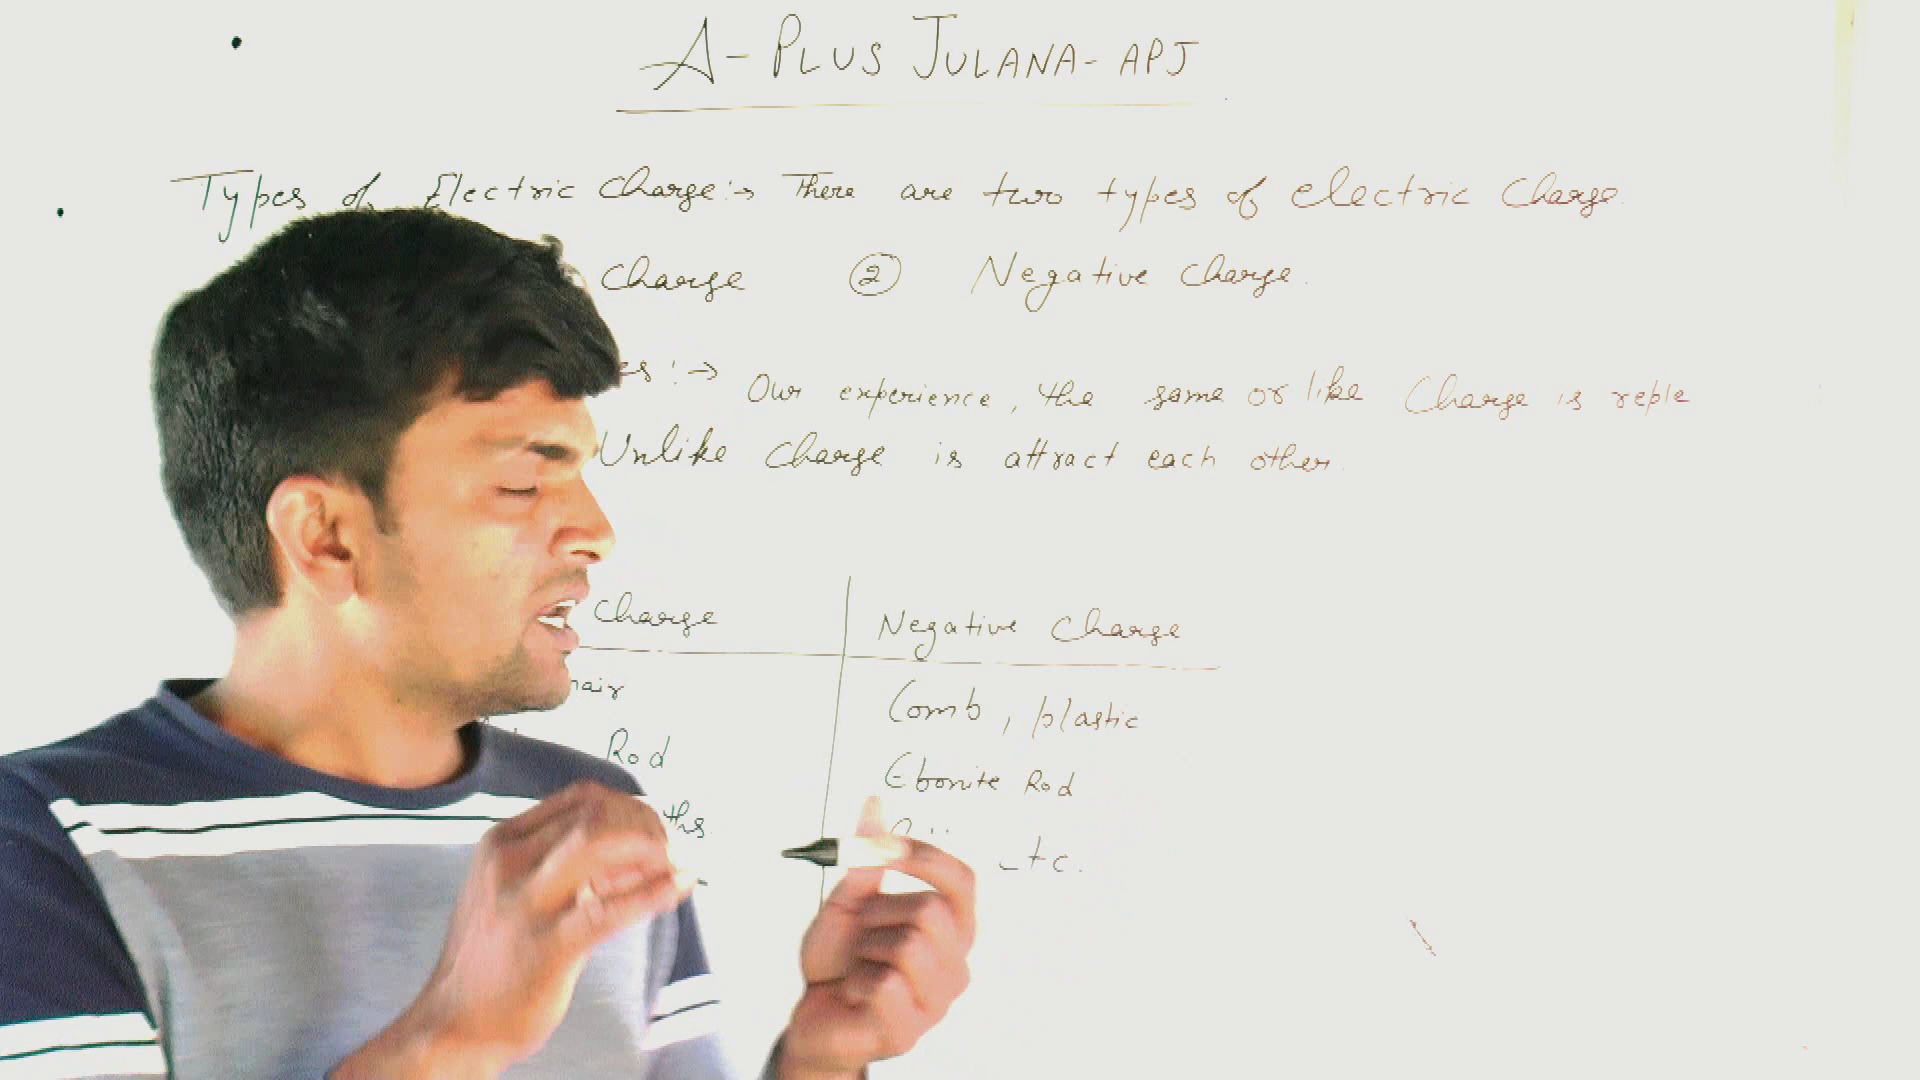 A-PLUS JULANA-APJ
Types of Electric Charge:→ There are two types of electric Charge.
Charge ② Negative Charge.
es:→ Our experience, the same or like Charge is reple
Unlike Charge is attract each other.
Charge Negative Charge
hair Comb, plastic
Rod Ebonite Rod
ths
etc.